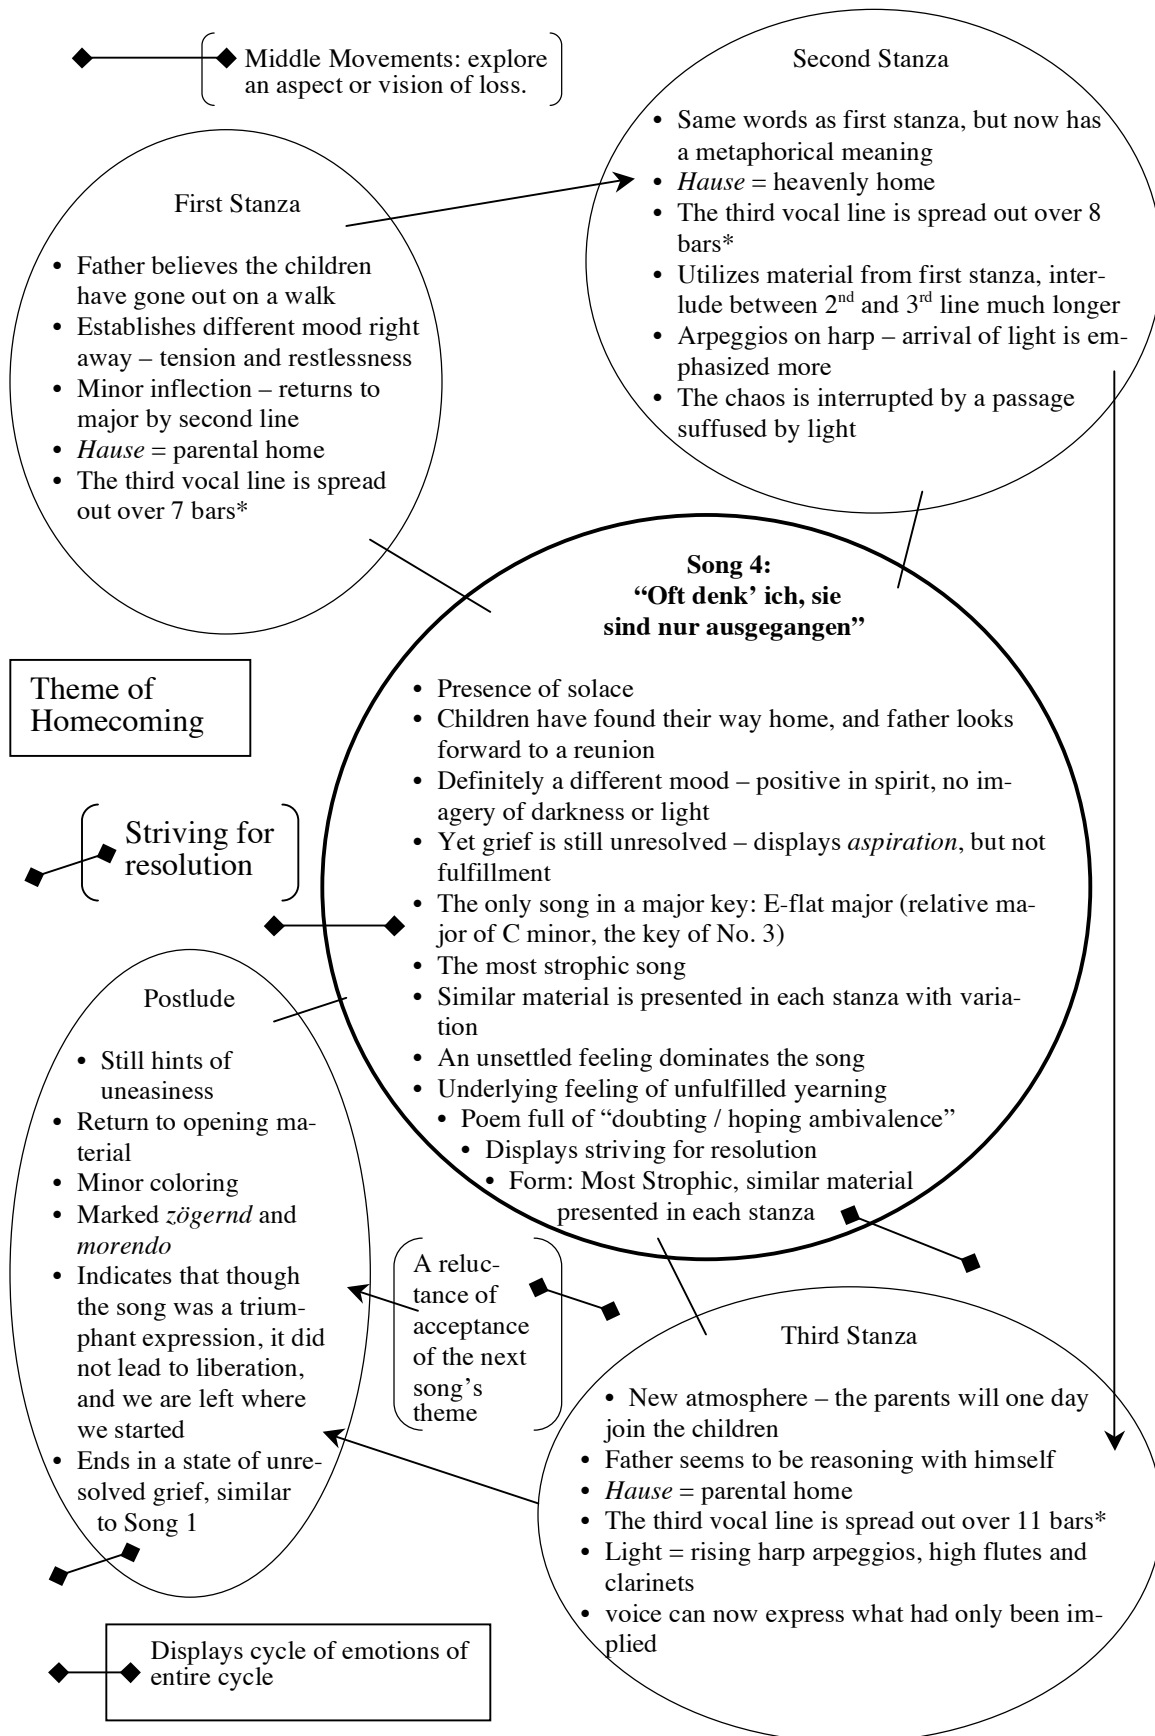 Middle Movements: explore
an aspect or vision of loss.
First Stanza
• Father believes the children
have gone out on a walk
• Establishes different mood right
away – tension and restlessness
• Minor inflection – returns to
major by second line
• Hause = parental home
• The third vocal line is spread
out over 7 bars*
Second Stanza
• Same words as first stanza, but now has
a metaphorical meaning
• Hause = heavenly home
• The third vocal line is spread out over 8
bars*
• Utilizes material from first stanza, inter-
lude between 2nd and 3rd line much longer
• Arpeggios on harp – arrival of light is em-
phasized more
• The chaos is interrupted by a passage
suffused by light
Song 4:
“Oft denk’ ich, sie
sind nur ausgegangen”
• Presence of solace
• Children have found their way home, and father looks
forward to a reunion
• Definitely a different mood – positive in spirit, no im-
agery of darkness or light
• Yet grief is still unresolved – displays aspiration, but not
fulfillment
• The only song in a major key: E-flat major (relative ma-
jor of C minor, the key of No. 3)
• The most strophic song
• Similar material is presented in each stanza with varia-
tion
• An unsettled feeling dominates the song
• Underlying feeling of unfulfilled yearning
• Poem full of “doubting / hoping ambivalence”
• Displays striving for resolution
• Form: Most Strophic, similar material
presented in each stanza
Theme of
Homecoming
Striving for
resolution
Postlude
• Still hints of
uneasiness
• Return to opening ma-
terial
• Minor coloring
• Marked zögernd and
morendo
• Indicates that though
the song was a trium-
phant expression, it did
not lead to liberation,
and we are left where
we started
• Ends in a state of unre-
solved grief, similar
to Song 1
A reluc-
tance of
acceptance
of the next
song’s
theme
Third Stanza
• New atmosphere – the parents will one day
join the children
• Father seems to be reasoning with himself
• Hause = parental home
• The third vocal line is spread out over 11 bars*
• Light = rising harp arpeggios, high flutes and
clarinets
• voice can now express what had only been im-
plied
Displays cycle of emotions of
entire cycle